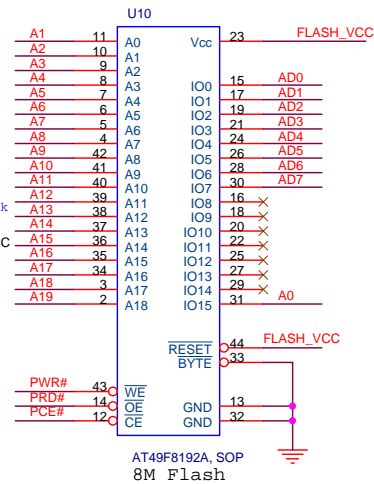 U10
A1 11 A0 Vcc 23 FLASH_VCC
A2 10 A1
A3 9 A2
A4 8 A3 IO0 15 AD0
A5 7 A4 IO1 17 AD1
A6 6 A5 IO2 19 AD2
A7 5 A6 IO3 21 AD3
A8 4 A7 IO4 24 AD4
A9 42 A8 IO5 26 AD5
A10 41 A9 IO6 28 AD6
A11 40 A10 IO7 30 AD7
A12 39 A11 IO8 16
k A13 38 A12 IO9 18
A14 37 A13 IO10 20
C A15 36 A14 IO11 22
A16 35 A15 IO12 25
A17 34 A16 IO13 27
A18 3 A17 IO14 29
A19 2 A18 IO15 31 A0
RESET 44 FLASH_VCC
BYTE 33
PWR# 43 WE
PRD# 14 OE GND 13
PCE# 12 CE GND 32
AT49F8192A, SOP
8M Flash